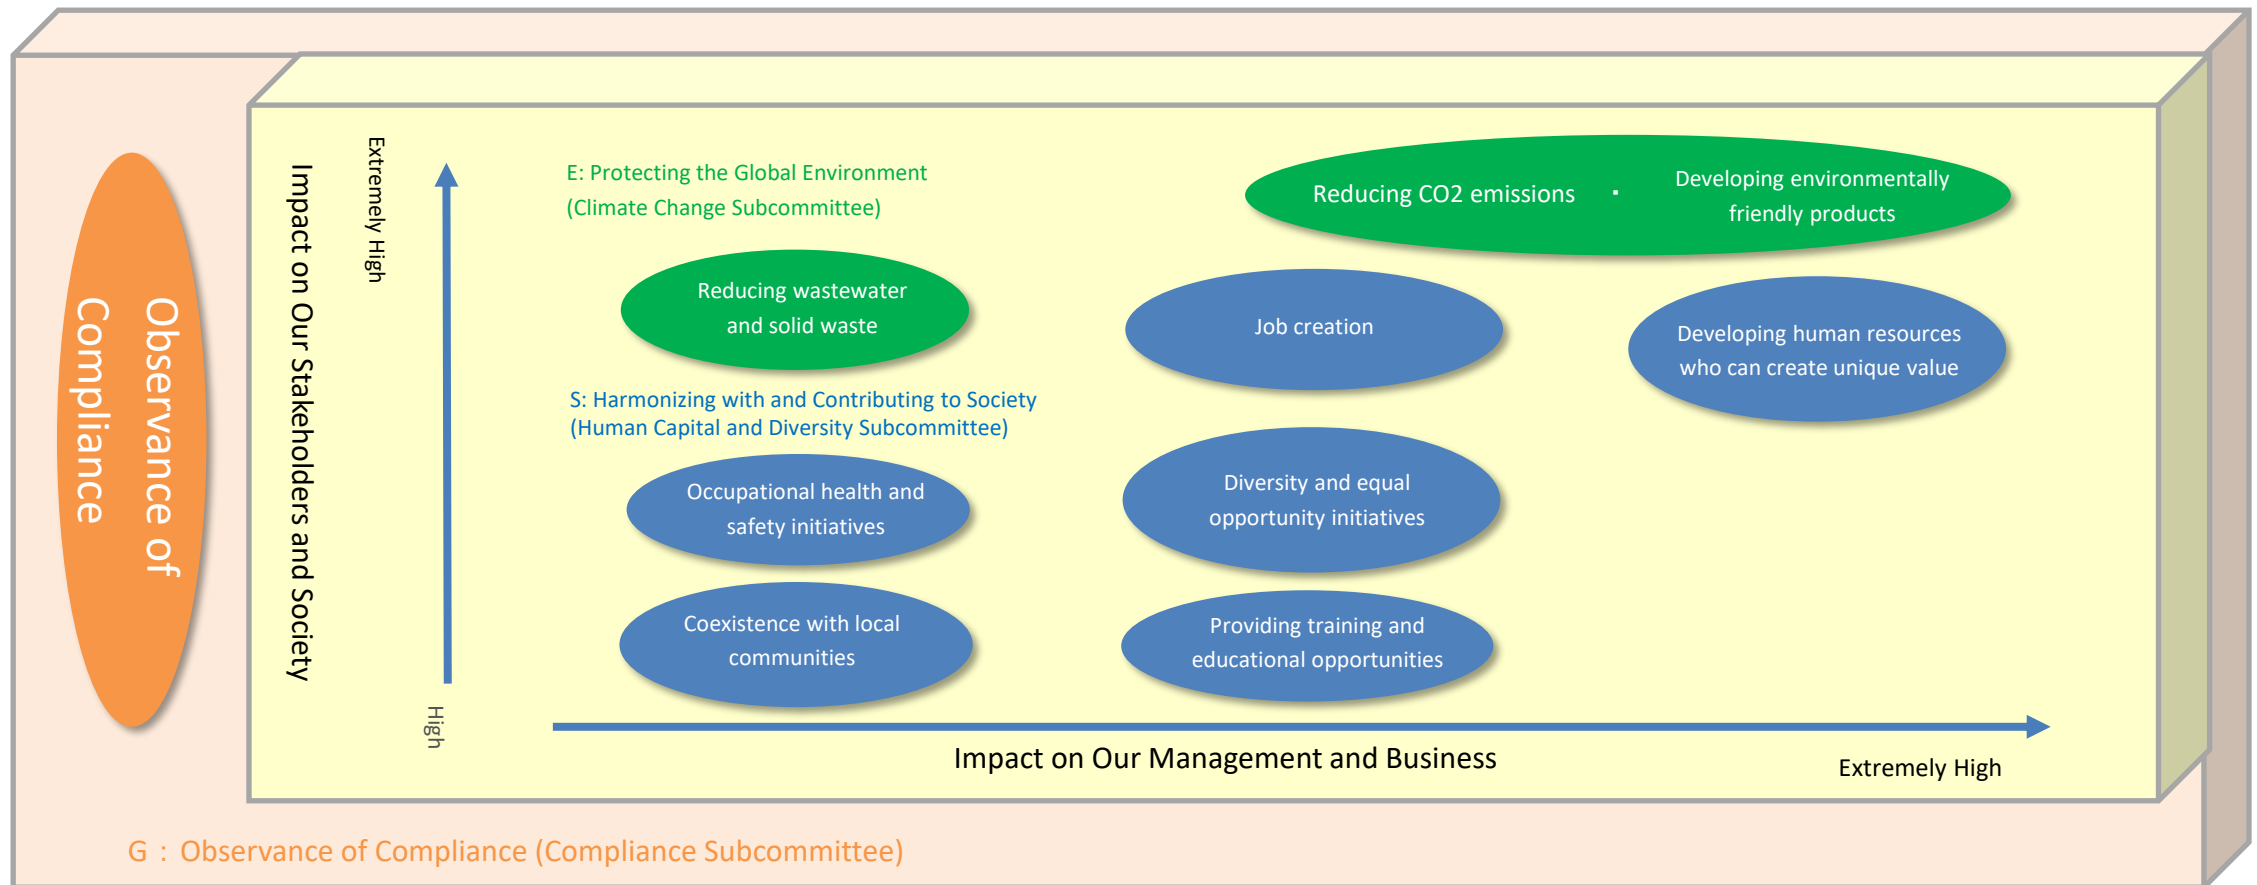 Observance of
Compliance
Impact on Our Stakeholders and Society
Extremely High
High
E: Protecting the Global Environment
(Climate Change Subcommittee)
Reducing CO2 emissions ・ Developing environmentally
friendly products
Reducing wastewater
and solid waste
Job creation
Developing human resources
who can create unique value
S: Harmonizing with and Contributing to Society
(Human Capital and Diversity Subcommittee)
Occupational health and
safety initiatives
Diversity and equal
opportunity initiatives
Coexistence with local
communities
Providing training and
educational opportunities
Impact on Our Management and Business
Extremely High
G : Observance of Compliance (Compliance Subcommittee)